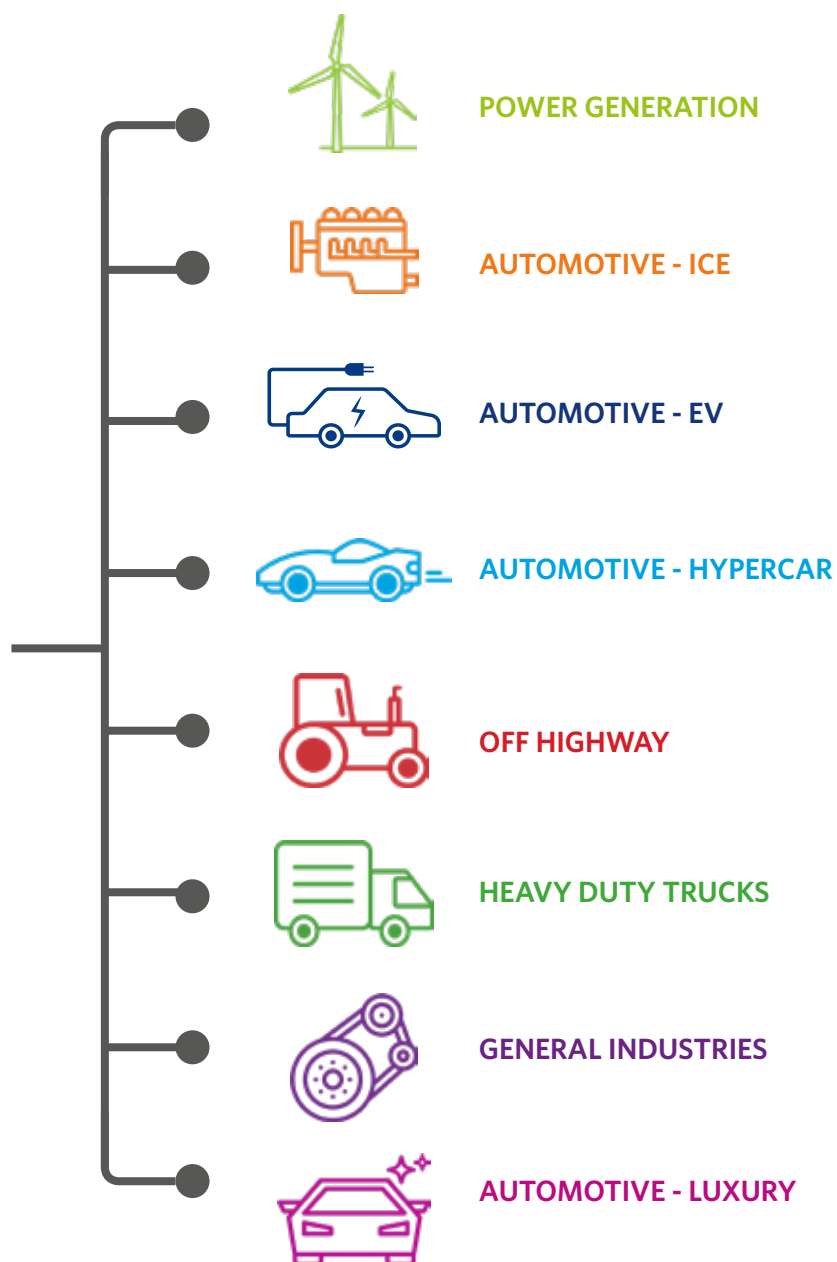 POWER GENERATION
AUTOMOTIVE - ICE
AUTOMOTIVE - EV
AUTOMOTIVE - HYPERCAR
OFF HIGHWAY
HEAVY DUTY TRUCKS
GENERAL INDUSTRIES
AUTOMOTIVE - LUXURY